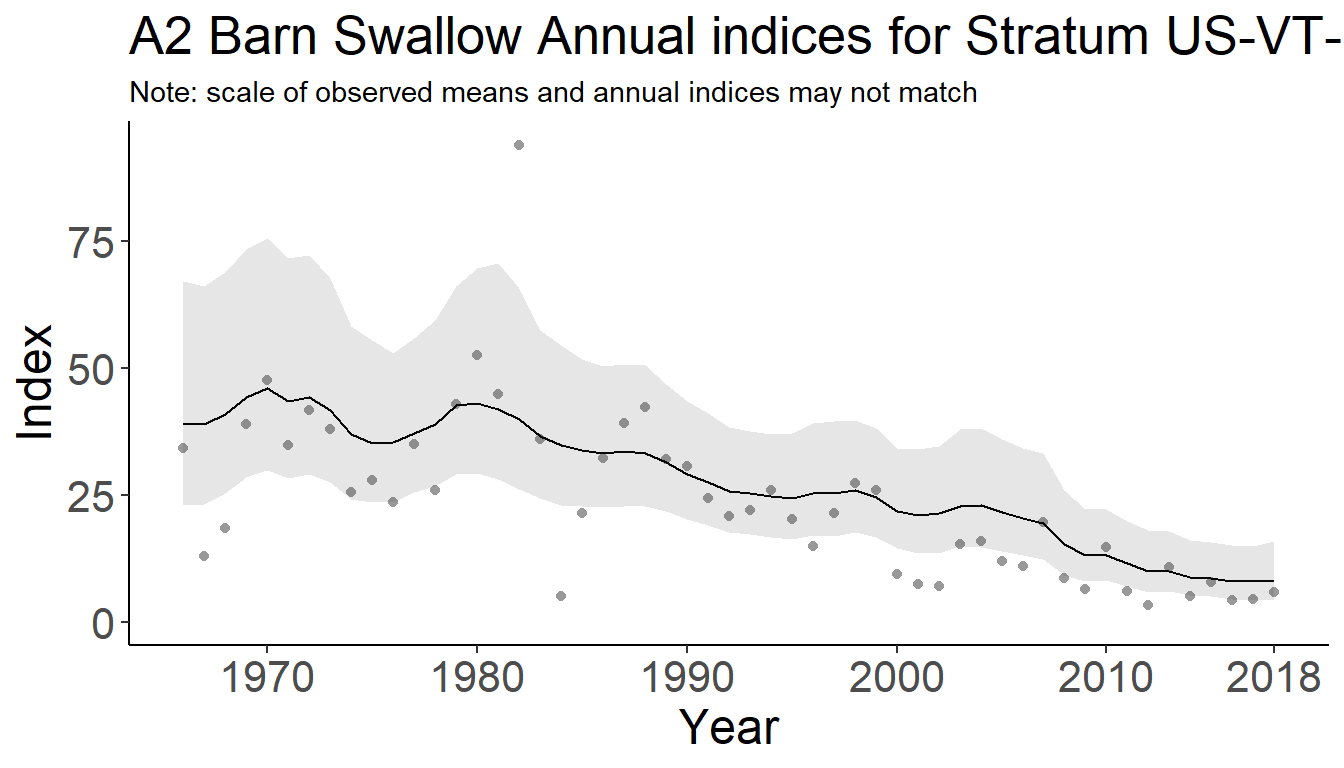 A2 Barn Swallow Annual indices for Stratum US-VT-
Note: scale of observed means and annual indices may not match
75
50
25
0
Index
1970 1980 1990 2000 2010 2018
Year